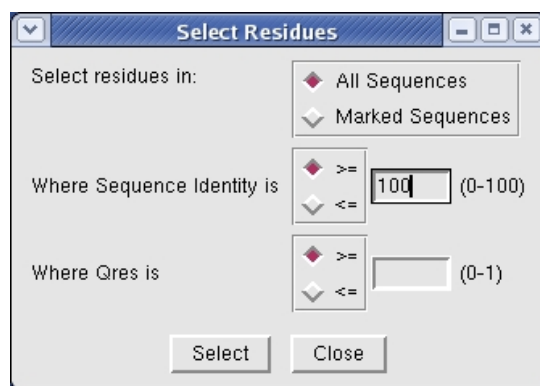 Select Residues
Select residues in:
All Sequences
Marked Sequences
Where Sequence Identity is
>=
<=
100
(0-100)
Where Qres is
>=
<=
(0-1)
Select
Close